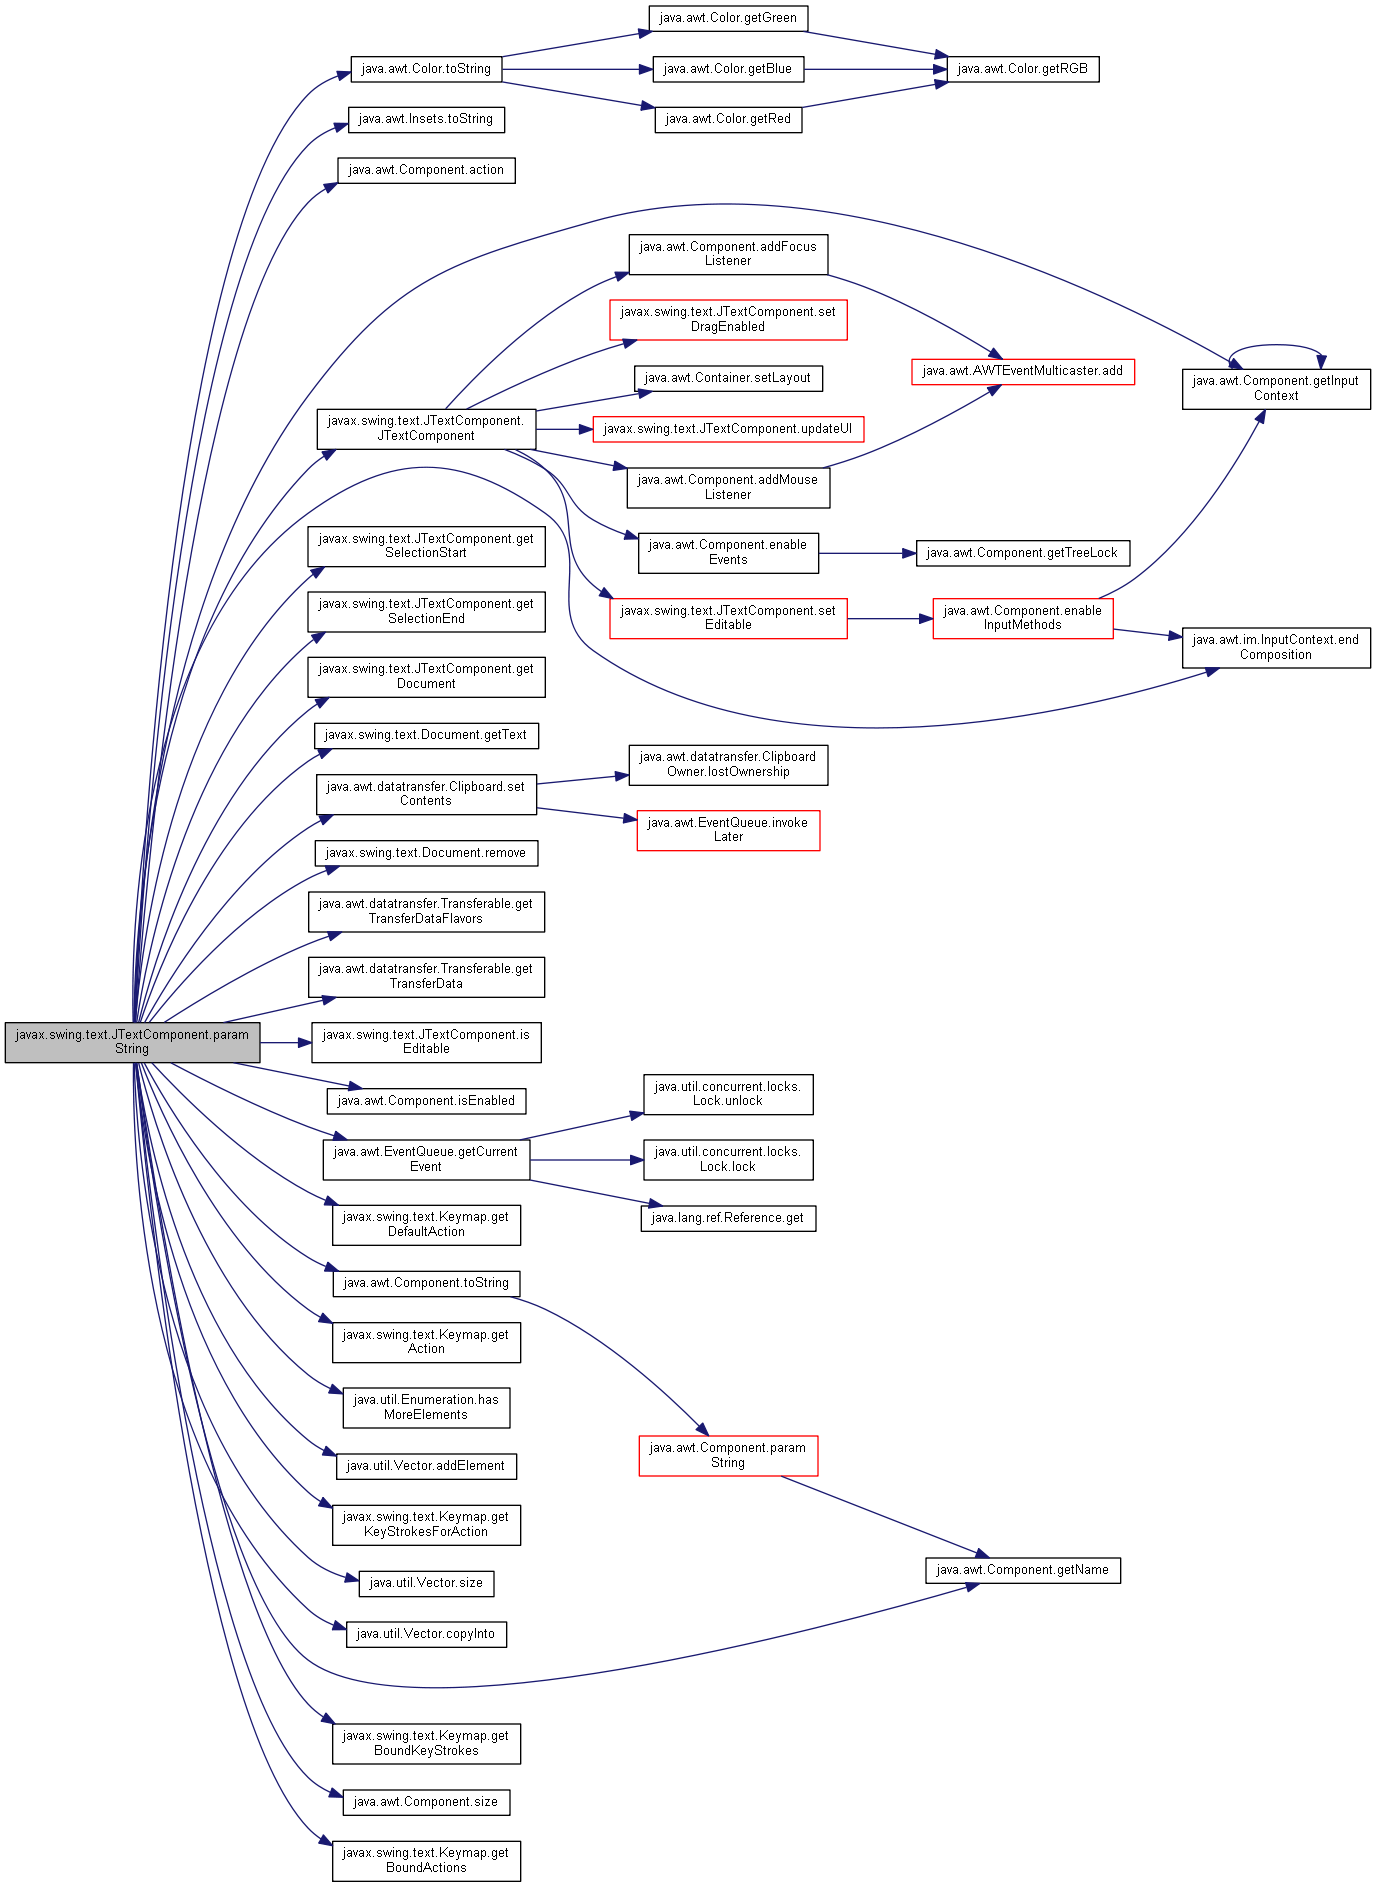 java.awt.Color.getGreen
java.awt.Color.toString
java.awt.Color.getBlue
java.awt.Color.getRGB
java.awt.Insets.toString
java.awt.Color.getRed
java.awt.Component.action
java.awt.Component.addFocus
Listener
javax.swing.text.JTextComponent.set
DragEnabled
java.awt.Container.setLayout
java.awt.AWTEventMulticaster.add
java.awt.Component.getInput
Context
javax.swing.text.JTextComponent.
JTextComponent
javax.swing.text.JTextComponent.updateUI
java.awt.Component.addMouse
Listener
javax.swing.text.JTextComponent.get
SelectionStart
java.awt.Component.enable
Events
java.awt.Component.getTreeLock
javax.swing.text.JTextComponent.get
SelectionEnd
javax.swing.text.JTextComponent.set
Editable
java.awt.Component.enable
InputMethods
java.awt.im.InputContext.end
Composition
javax.swing.text.JTextComponent.get
Document
javax.swing.text.Document.getText
java.awt.datatransfer.Clipboard
Owner.lostOwnership
java.awt.datatransfer.Clipboard.set
Contents
java.awt.EventQueue.invoke
Later
javax.swing.text.Document.remove
java.awt.datatransfer.Transferable.get
TransferDataFlavors
java.awt.datatransfer.Transferable.get
TransferData
javax.swing.text.JTextComponent.param
String
javax.swing.text.JTextComponent.is
Editable
java.awt.Component.isEnabled
java.util.concurrent.locks.
Lock.unlock
java.awt.EventQueue.getCurrent
Event
java.util.concurrent.locks.
Lock.lock
java.lang.ref.Reference.get
javax.swing.text.Keymap.get
DefaultAction
java.awt.Component.toString
javax.swing.text.Keymap.get
Action
java.util.Enumeration.has
MoreElements
java.awt.Component.param
String
java.util.Vector.addElement
javax.swing.text.Keymap.get
KeyStrokesForAction
java.awt.Component.getName
java.util.Vector.size
java.util.Vector.copyInto
javax.swing.text.Keymap.get
BoundKeyStrokes
java.awt.Component.size
javax.swing.text.Keymap.get
BoundActions